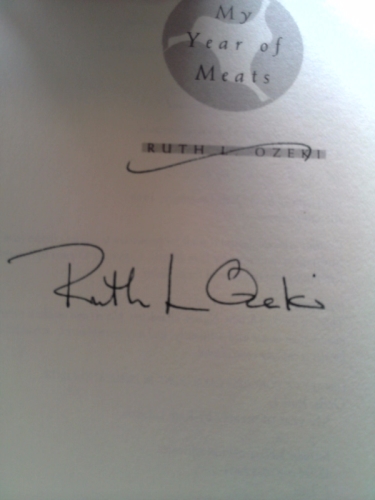 My
Year of
Meats
RUTH L. OZEKI
Ruth L Ozeki